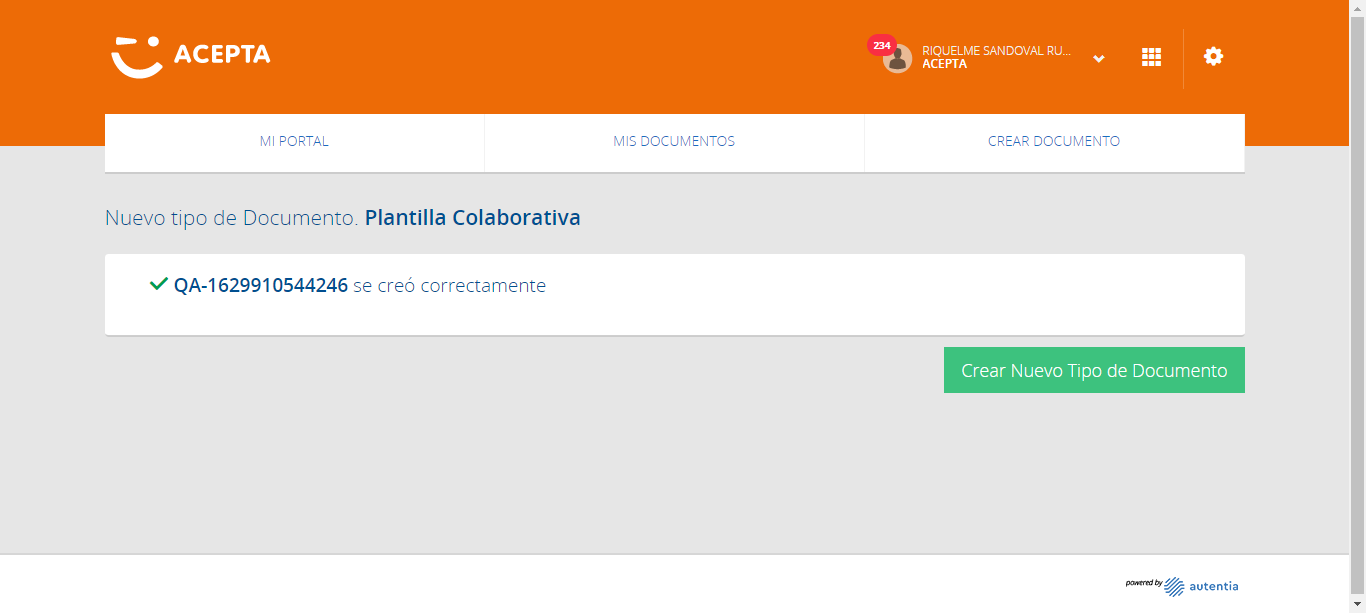 ACEPTA
234
RIQUELME SANDOVAL RU...
ACEPTA
MI PORTAL
MIS DOCUMENTOS
CREAR DOCUMENTO
Nuevo tipo de Documento. Plantilla Colaborativa
QA-1629910544246 se creó correctamente
Crear Nuevo Tipo de Documento
powered by autentia